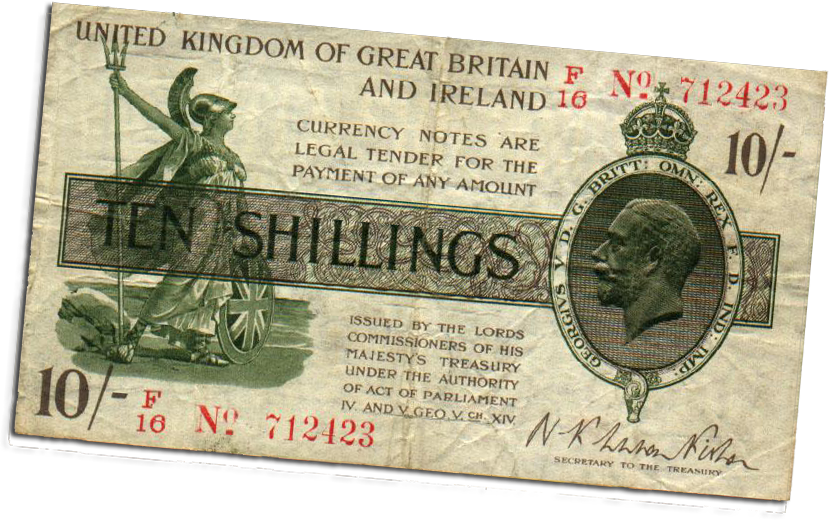 UNITED KINGDOM OF GREAT BRITAIN
AND IRELAND
F
16 Nº 712423
10/-
CURRENCY NOTES ARE
LEGAL TENDER FOR THE
PAYMENT OF ANY AMOUNT
TEN SHILLINGS
GEORGIVS V D. G. BRITT: OMN: REX F. D. IND: IMP:
ISSUED BY THE LORDS
COMMISSIONERS OF HIS
MAJESTY'S TREASURY
UNDER THE AUTHORITY
OF ACT OF PARLIAMENT
IV. AND V. GEO. V. CH. XIV
10/-
F
16 Nº 712423
SECRETARY TO THE TREASURY